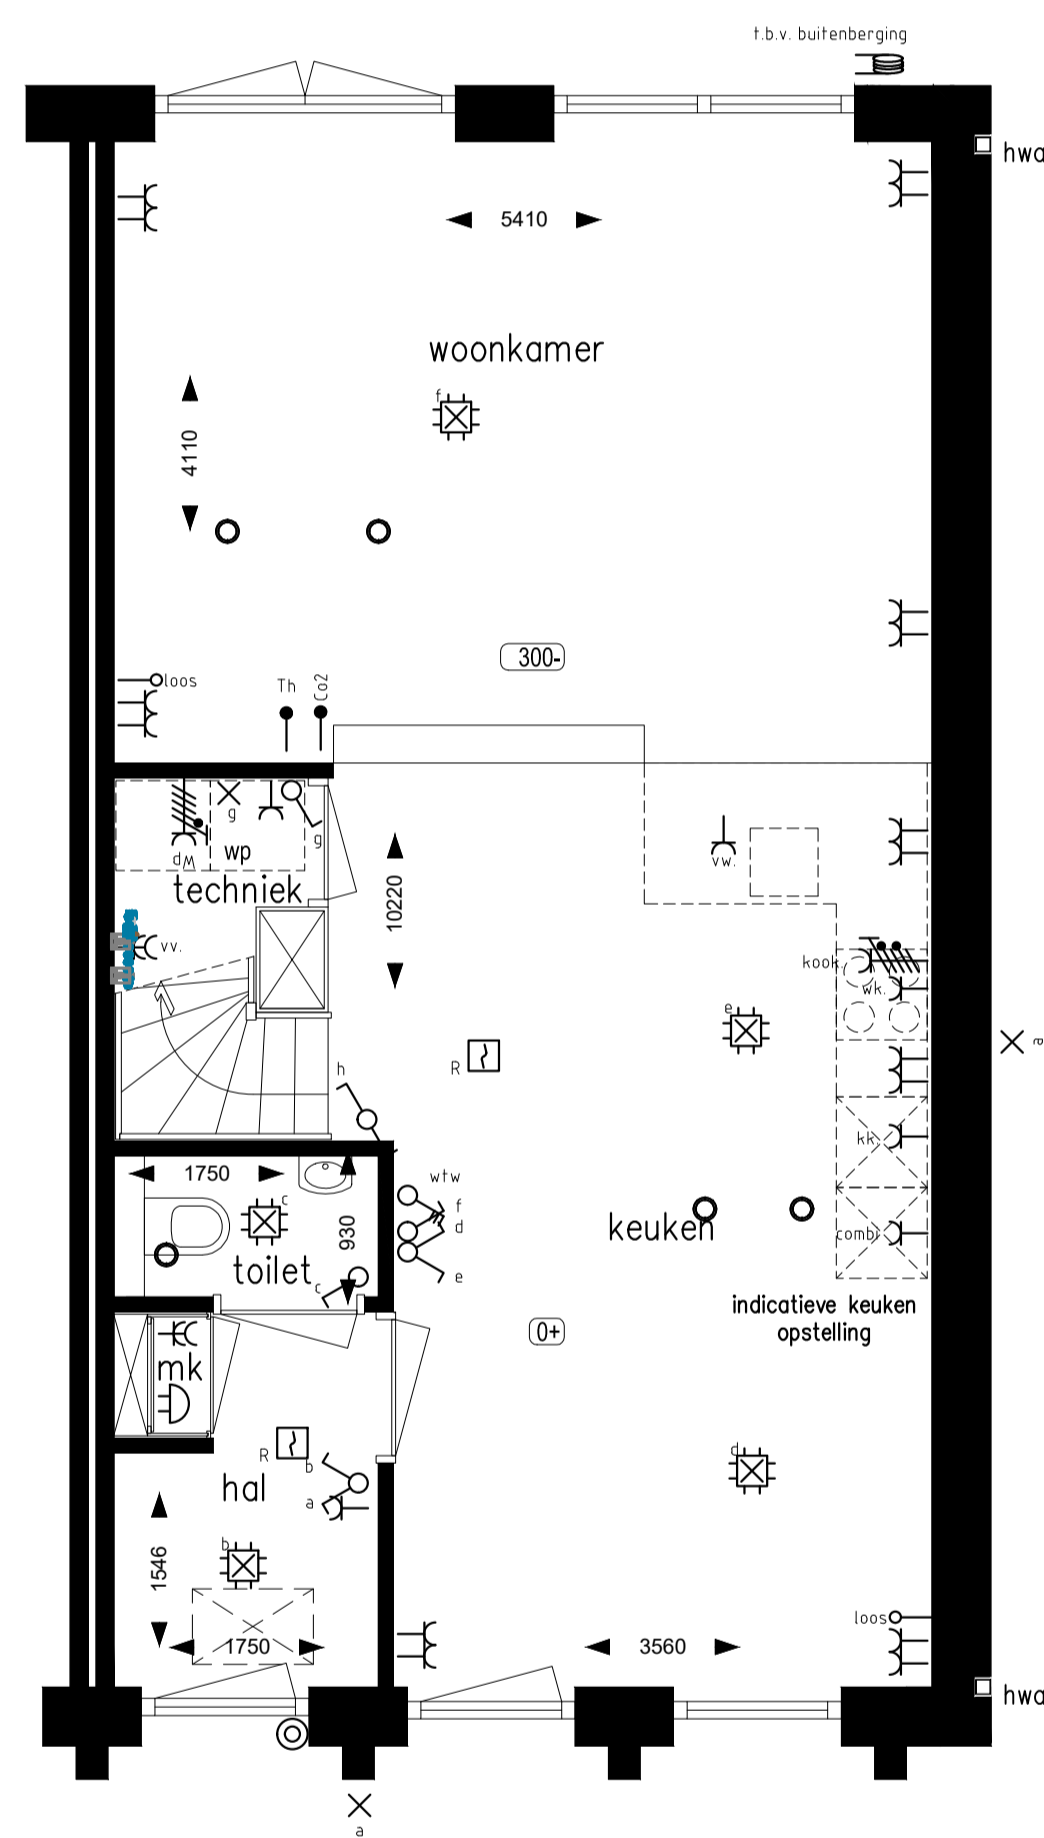 t.b.v. buitenberging
hwa
5410
woonkamer
f
4110
300-
loos
Th
Co2
g
g
wp
Wp
techniek
10220
vw.
vv.
kook.
wk.
e
a
R
h
1750
c
wtw
f
d
e
930
kk.
keuken
combi
toilet
c
indicatieve keuken
opstelling
0+
mk
R
b
a
hal
d
b
1546
loos
1750
3560
hwa
a